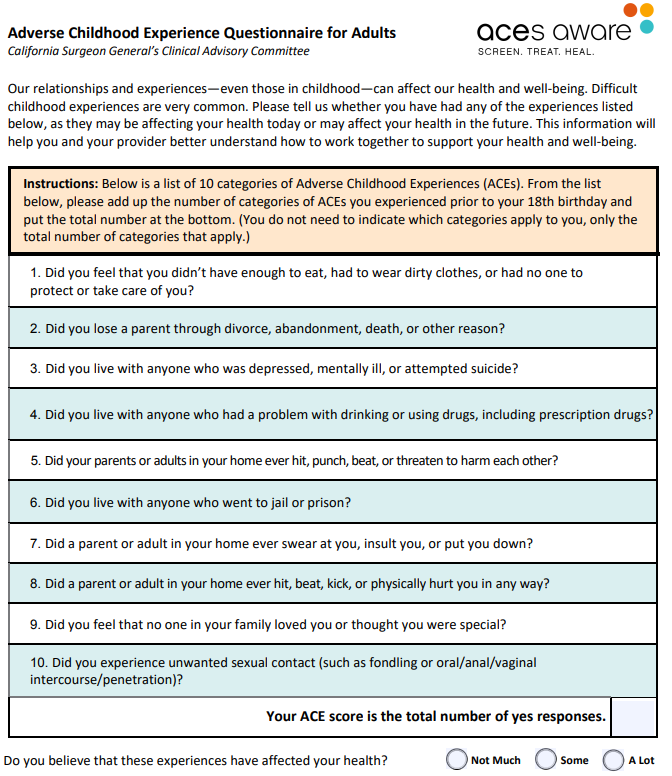 Adverse Childhood Experience Questionnaire for Adults
California Surgeon General's Clinical Advisory Committee
aces aware
SCREEN. TREAT. HEAL.
Our relationships and experiences—even those in childhood—can affect our health and well-being. Difficult
childhood experiences are very common. Please tell us whether you have had any of the experiences listed
below, as they may be affecting your health today or may affect your health in the future. This information will
help you and your provider better understand how to work together to support your health and well-being.
Instructions: Below is a list of 10 categories of Adverse Childhood Experiences (ACEs). From the list
below, please add up the number of categories of ACEs you experienced prior to your 18th birthday and
put the total number at the bottom. (You do not need to indicate which categories apply to you, only the
total number of categories that apply.)
1. Did you feel that you didn't have enough to eat, had to wear dirty clothes, or had no one to
protect or take care of you?
2. Did you lose a parent through divorce, abandonment, death, or other reason?
3. Did you live with anyone who was depressed, mentally ill, or attempted suicide?
4. Did you live with anyone who had a problem with drinking or using drugs, including prescription drugs?
5. Did your parents or adults in your home ever hit, punch, beat, or threaten to harm each other?
6. Did you live with anyone who went to jail or prison?
7. Did a parent or adult in your home ever swear at you, insult you, or put you down?
8. Did a parent or adult in your home ever hit, beat, kick, or physically hurt you in any way?
9. Did you feel that no one in your family loved you or thought you were special?
10. Did you experience unwanted sexual contact (such as fondling or oral/anal/vaginal
intercourse/penetration)?
Your ACE score is the total number of yes responses.
Do you believe that these experiences have affected your health? Not Much Some A Lot